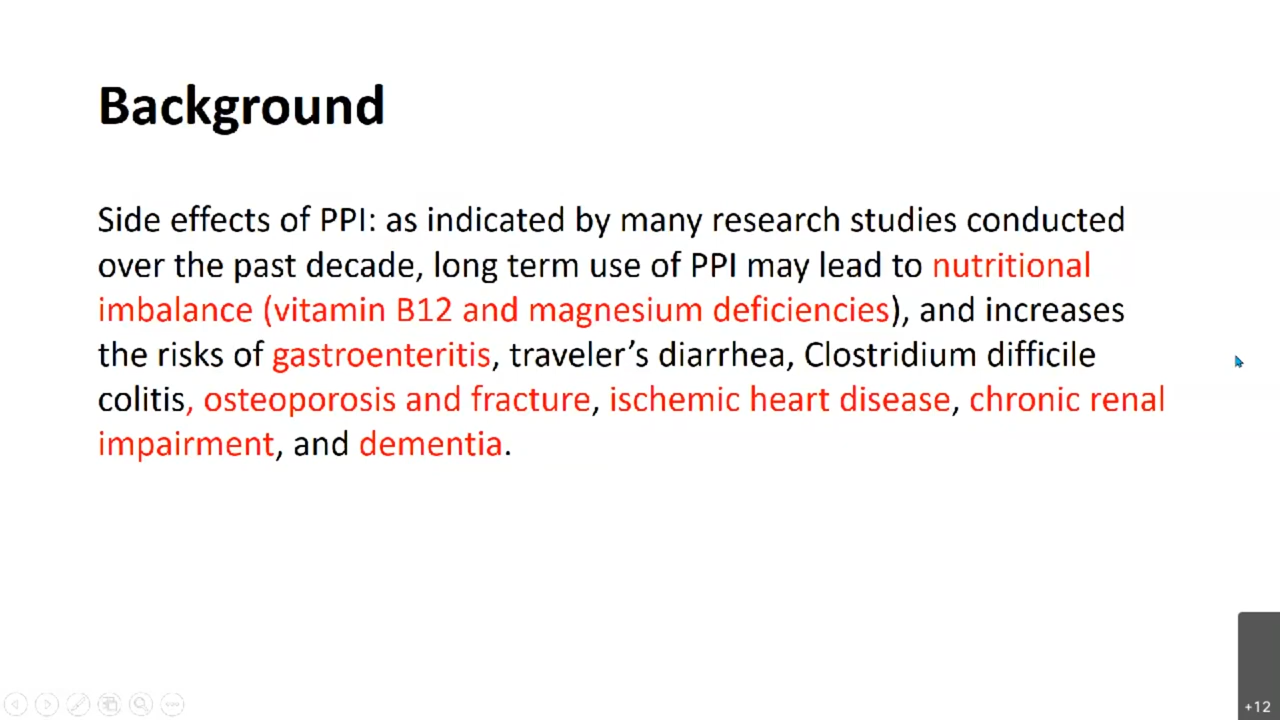 Background
Side effects of PPI: as indicated by many research studies conducted
over the past decade, long term use of PPI may lead to nutritional
imbalance (vitamin B12 and magnesium deficiencies), and increases
the risks of gastroenteritis, traveler’s diarrhea, Clostridium difficile
colitis, osteoporosis and fracture, ischemic heart disease, chronic renal
impairment, and dementia.
+12